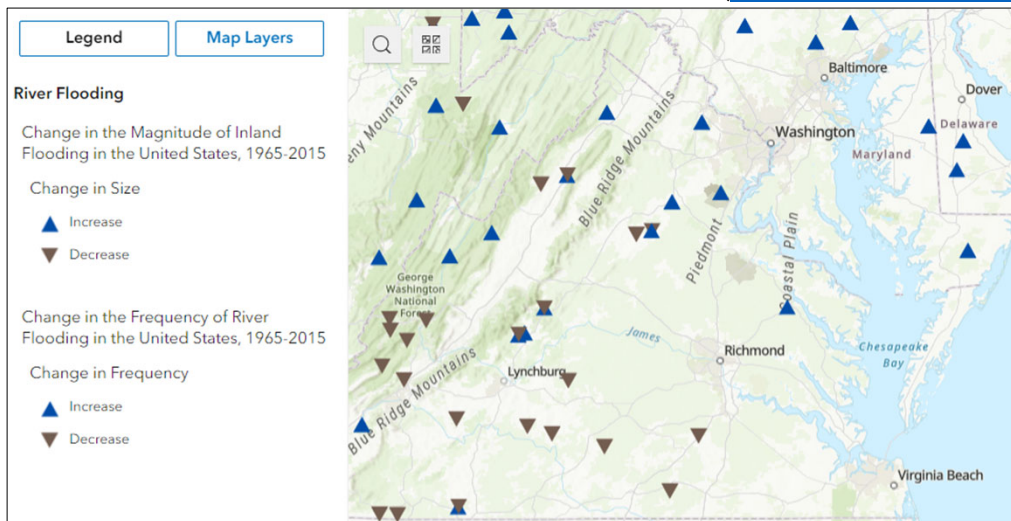 Legend
Map Layers
River Flooding
Change in the Magnitude of Inland
Flooding in the United States, 1965-2015
Change in Size
Increase
Decrease
Change in the Frequency of River
Flooding in the United States, 1965-2015
Change in Frequency
Increase
Decrease
eny Mountains
Blue Ridge Mountains
Baltimore
Dover
Delaware
Washington
Maryland
Piedmont
Coastal Plain
George
Washington
National
Forest
James
Richmond
Chesapeake
Bay
Lynchburg
Blue Ridge Mountains
Virginia Beach